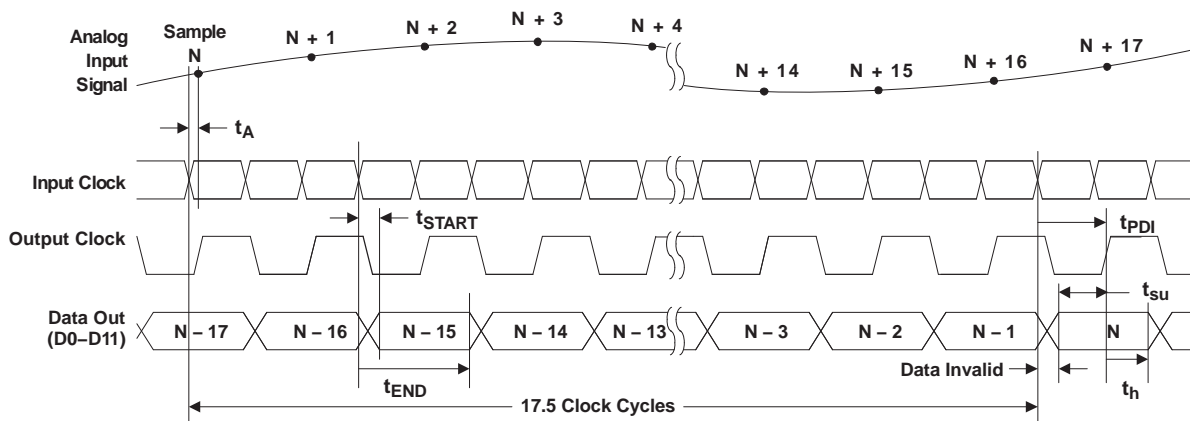 Analog
Input
Signal
Sample
N
N + 1
N + 2
N + 3
N + 4
N + 14
N + 15
N + 16
N + 17
tA
Input Clock
tSTART
tPDI
Output Clock
tsu
Data Out
(D0–D11)
N – 17
N – 16
N – 15
N – 14
N – 13
N – 3
N – 2
N – 1
N
tEND
Data Invalid
th
17.5 Clock Cycles